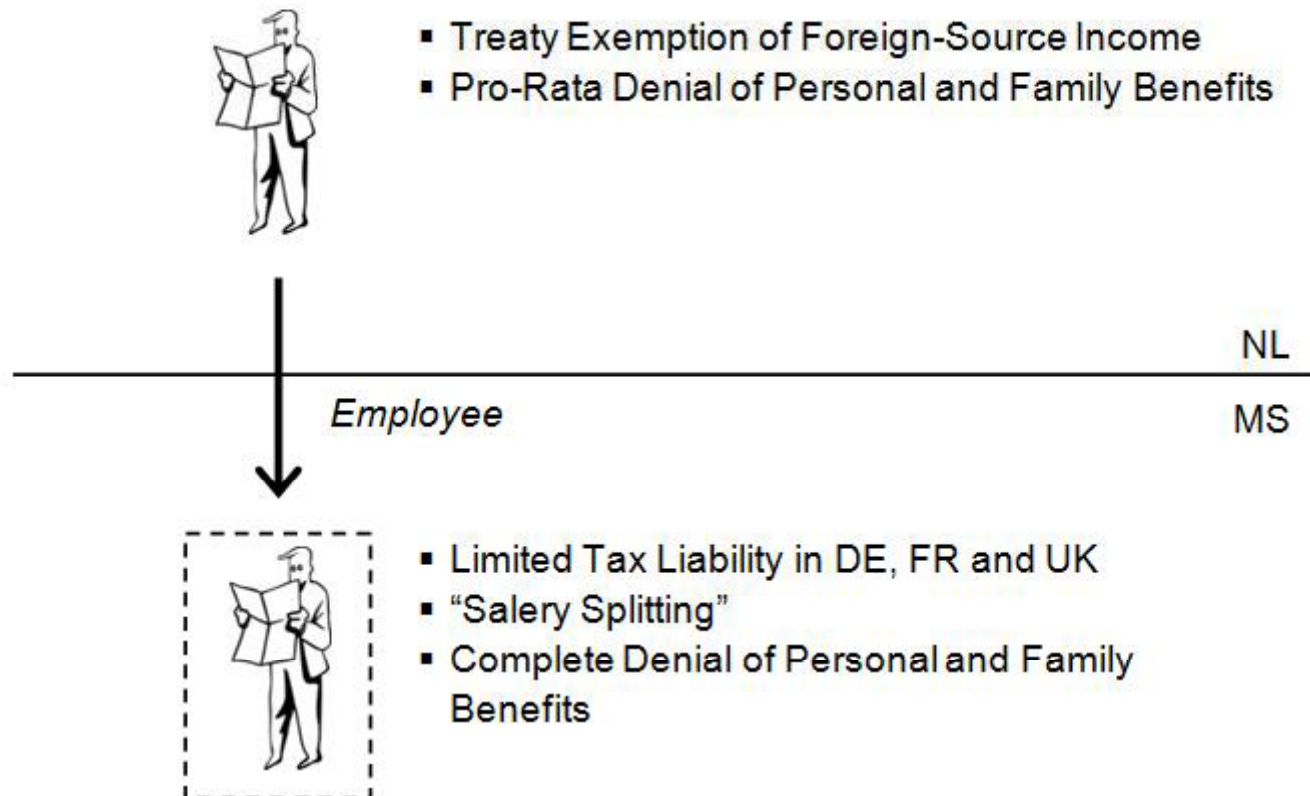 ▪ Treaty Exemption of Foreign-Source Income
▪ Pro-Rata Denial of Personal and Family Benefits
NL
Employee
MS
▪ Limited Tax Liability in DE, FR and UK
▪ “Salery Splitting”
▪ Complete Denial of Personal and Family
Benefits